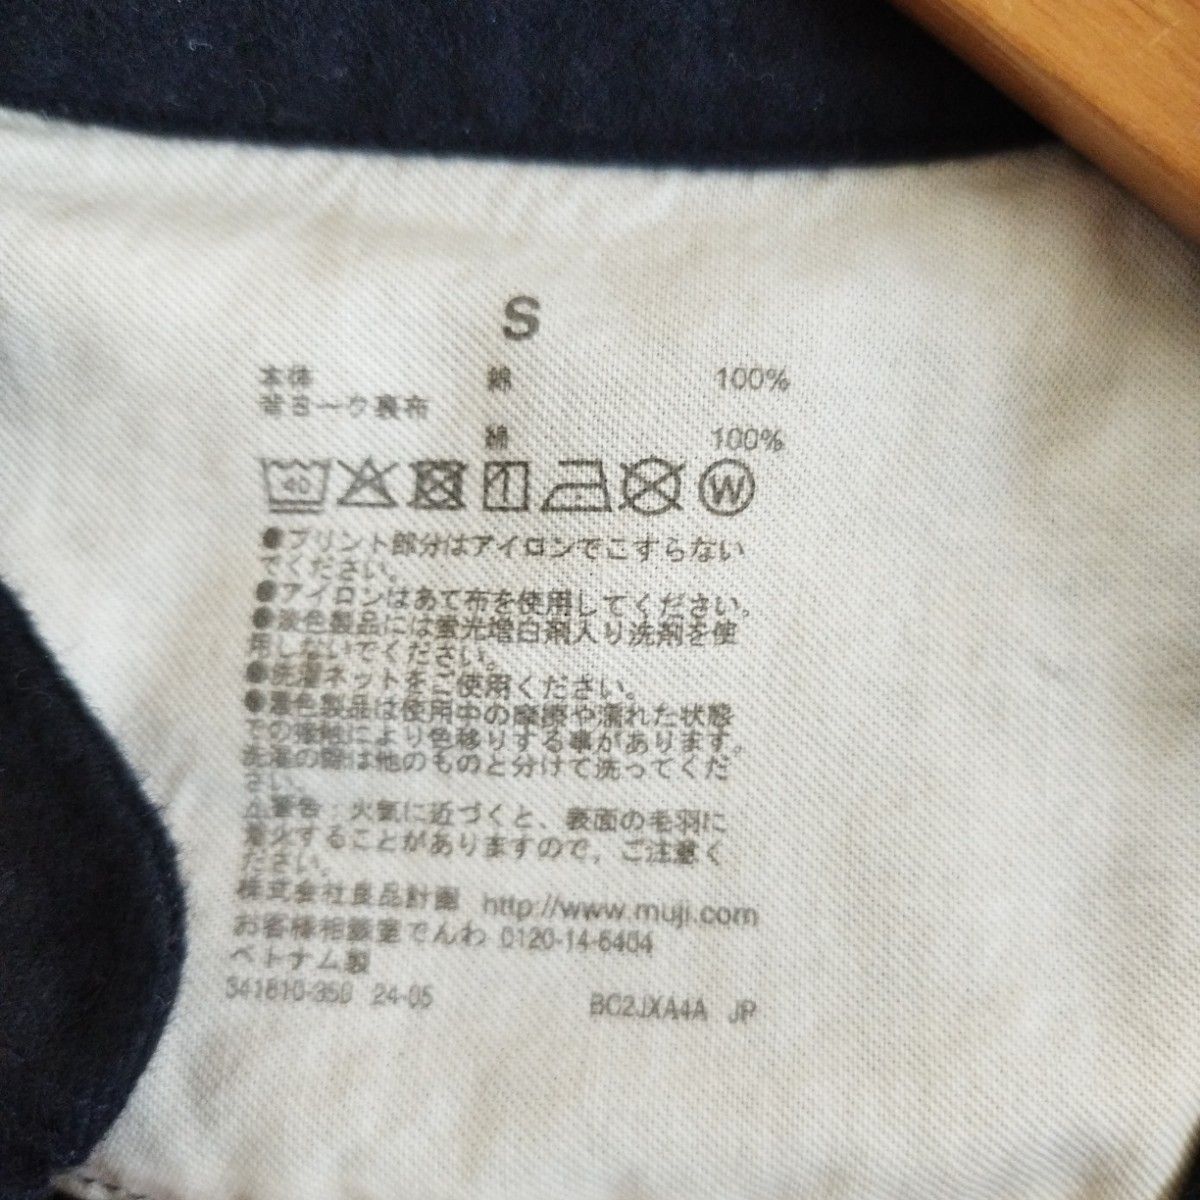 S
本体 綿 100%
背ヨーク裏布
綿 100%
40 1 W
●プリント部分はアイロンでこすらない
でください。
●アイロンはあて布を使用してください。
●淡色製品には蛍光増白剤入り洗剤を使
用しないでください。
●洗濯ネットをご使用ください。
●濃色製品は使用中の摩擦や濡れた状態
での接触により色移りする事があります。
洗濯の際は他のものと分けて洗ってくだ
さい。
⚠警告:火気に近づくと、表面の毛羽に
着火することがありますので、ご注意く
ださい。
株式会社良品計画 http://www.muji.com
お客様相談室でんわ 0120-14-6404
ベトナム製
341810-350 24-05 BC2JXA4A JP